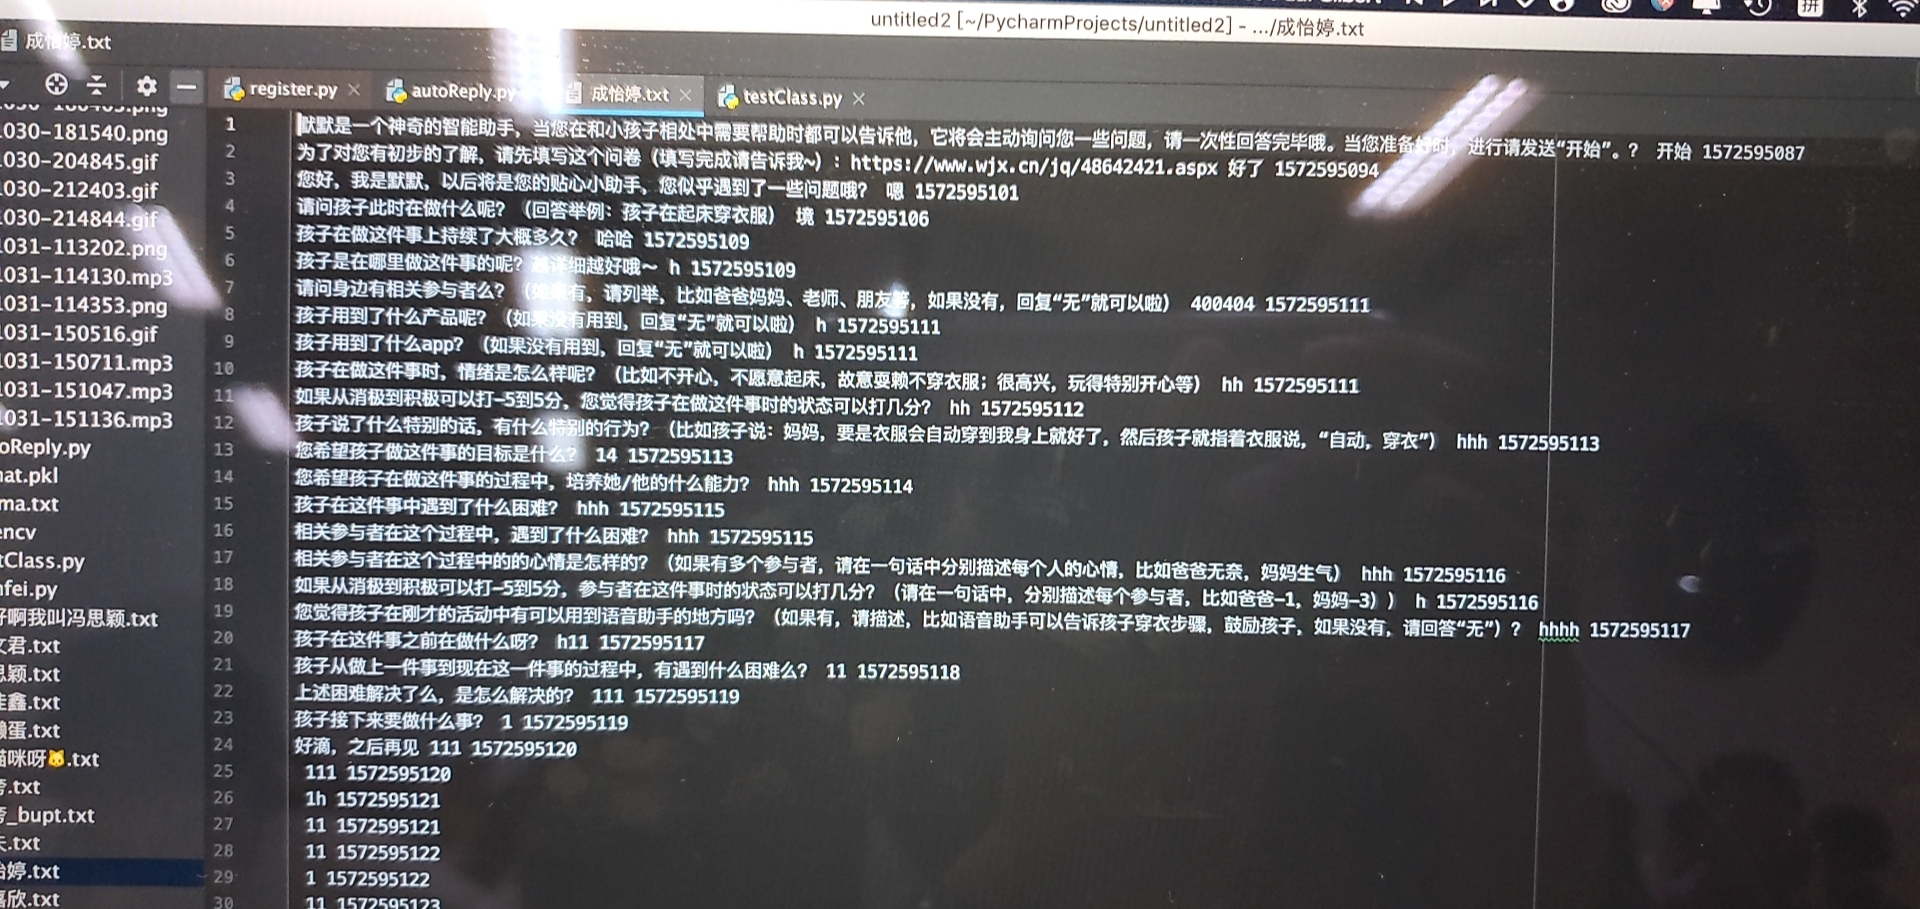 untitled2 [~/PycharmProjects/untitled2] - .../成怡婷.txt
成怡婷.txt
register.py
autoReply.py
成怡婷.txt
testClass.py
030-181540.png
030-204845.gif
030-212403.gif
030-214844.gif
031-113202.png
031-114130.mp3
031-114353.png
031-150516.gif
031-150711.mp3
031-151047.mp3
031-151136.mp3
oReply.py
nat.pkl
ma.txt
encv
tClass.py
nfei.py
好啊我叫冯思颖.txt
文君.txt
思颖.txt
佳鑫.txt
蛋.txt
猫咪呀🐱.txt
.txt
_bupt.txt
.txt
怡婷.txt
欣.txt
1 默默是一个神奇的智能助手，当您在和小孩子相处中需要帮助时都可以告诉他，它将会主动询问您一些问题，请一次性回答完毕哦。当您准备好时，进行请发送“开始”。？ 开始 1572595087
2 为了对您有初步的了解，请先填写这个问卷（填写完成请告诉我~）：https://www.wjx.cn/jq/48642421.aspx 好了 1572595094
3 您好，我是默默，以后将是您的贴心小助手，您似乎遇到了一些问题哦？ 嗯 1572595101
4 请问孩子此时在做什么呢？（回答举例：孩子在起床穿衣服） 境 1572595106
5 孩子在做这件事上持续了大概多久？ 哈哈 1572595109
6 孩子是在哪里做这件事的呢？越详细越好哦～ h 1572595109
7 请问身边有相关参与者么？（如果有，请列举，比如爸爸妈妈、老师、朋友等，如果没有，回复“无”就可以啦） 400404 1572595111
8 孩子用到了什么产品呢？（如果没有用到，回复“无”就可以啦） h 1572595111
9 孩子用到了什么app？（如果没有用到，回复“无”就可以啦） h 1572595111
10 孩子在做这件事时，情绪是怎么样呢？（比如不开心，不愿意起床，故意耍赖不穿衣服；很高兴，玩得特别开心等） hh 1572595111
11 如果从消极到积极可以打-5到5分，您觉得孩子在做这件事时的状态可以打几分？ hh 1572595112
12 孩子说了什么特别的话，有什么特别的行为？（比如孩子说：妈妈，要是衣服会自动穿到我身上就好了，然后孩子就指着衣服说，“自动，穿衣”） hhh 1572595113
13 您希望孩子做这件事的目标是什么？ 14 1572595113
14 您希望孩子在做这件事的过程中，培养她/他的什么能力？ hhh 1572595114
15 孩子在这件事中遇到了什么困难？ hhh 1572595115
16 相关参与者在这个过程中，遇到了什么困难？ hhh 1572595115
17 相关参与者在这个过程中的的心情是怎样的？（如果有多个参与者，请在一句话中分别描述每个人的心情，比如爸爸无奈，妈妈生气） hhh 1572595116
18 如果从消极到积极可以打-5到5分，参与者在这件事时的状态可以打几分？（请在一句话中，分别描述每个参与者，比如爸爸-1，妈妈-3）） h 1572595116
19 您觉得孩子在刚才的活动中有可以用到语音助手的地方吗？（如果有，请描述，比如语音助手可以告诉孩子穿衣步骤，鼓励孩子，如果没有，请回答“无”）？ hhhh 1572595117
20 孩子在这件事之前在做什么呀？ h11 1572595117
21 孩子从做上一件事到现在这一件事的过程中，有遇到什么困难么？ 11 1572595118
22 上述困难解决了么，是怎么解决的？ 111 1572595119
23 孩子接下来要做什么事？ 1 1572595119
24 好滴，之后再见 111 1572595120
25 111 1572595120
26 1h 1572595121
27 11 1572595121
28 11 1572595122
29 1 1572595122
30 11 1572595123